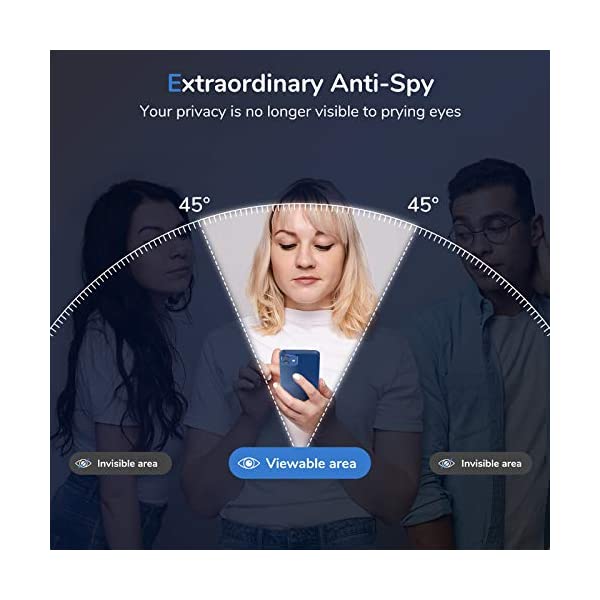 Extraordinary Anti-Spy
Your privacy is no longer visible to prying eyes
45° 45°
Invisible area Viewable area Invisible area